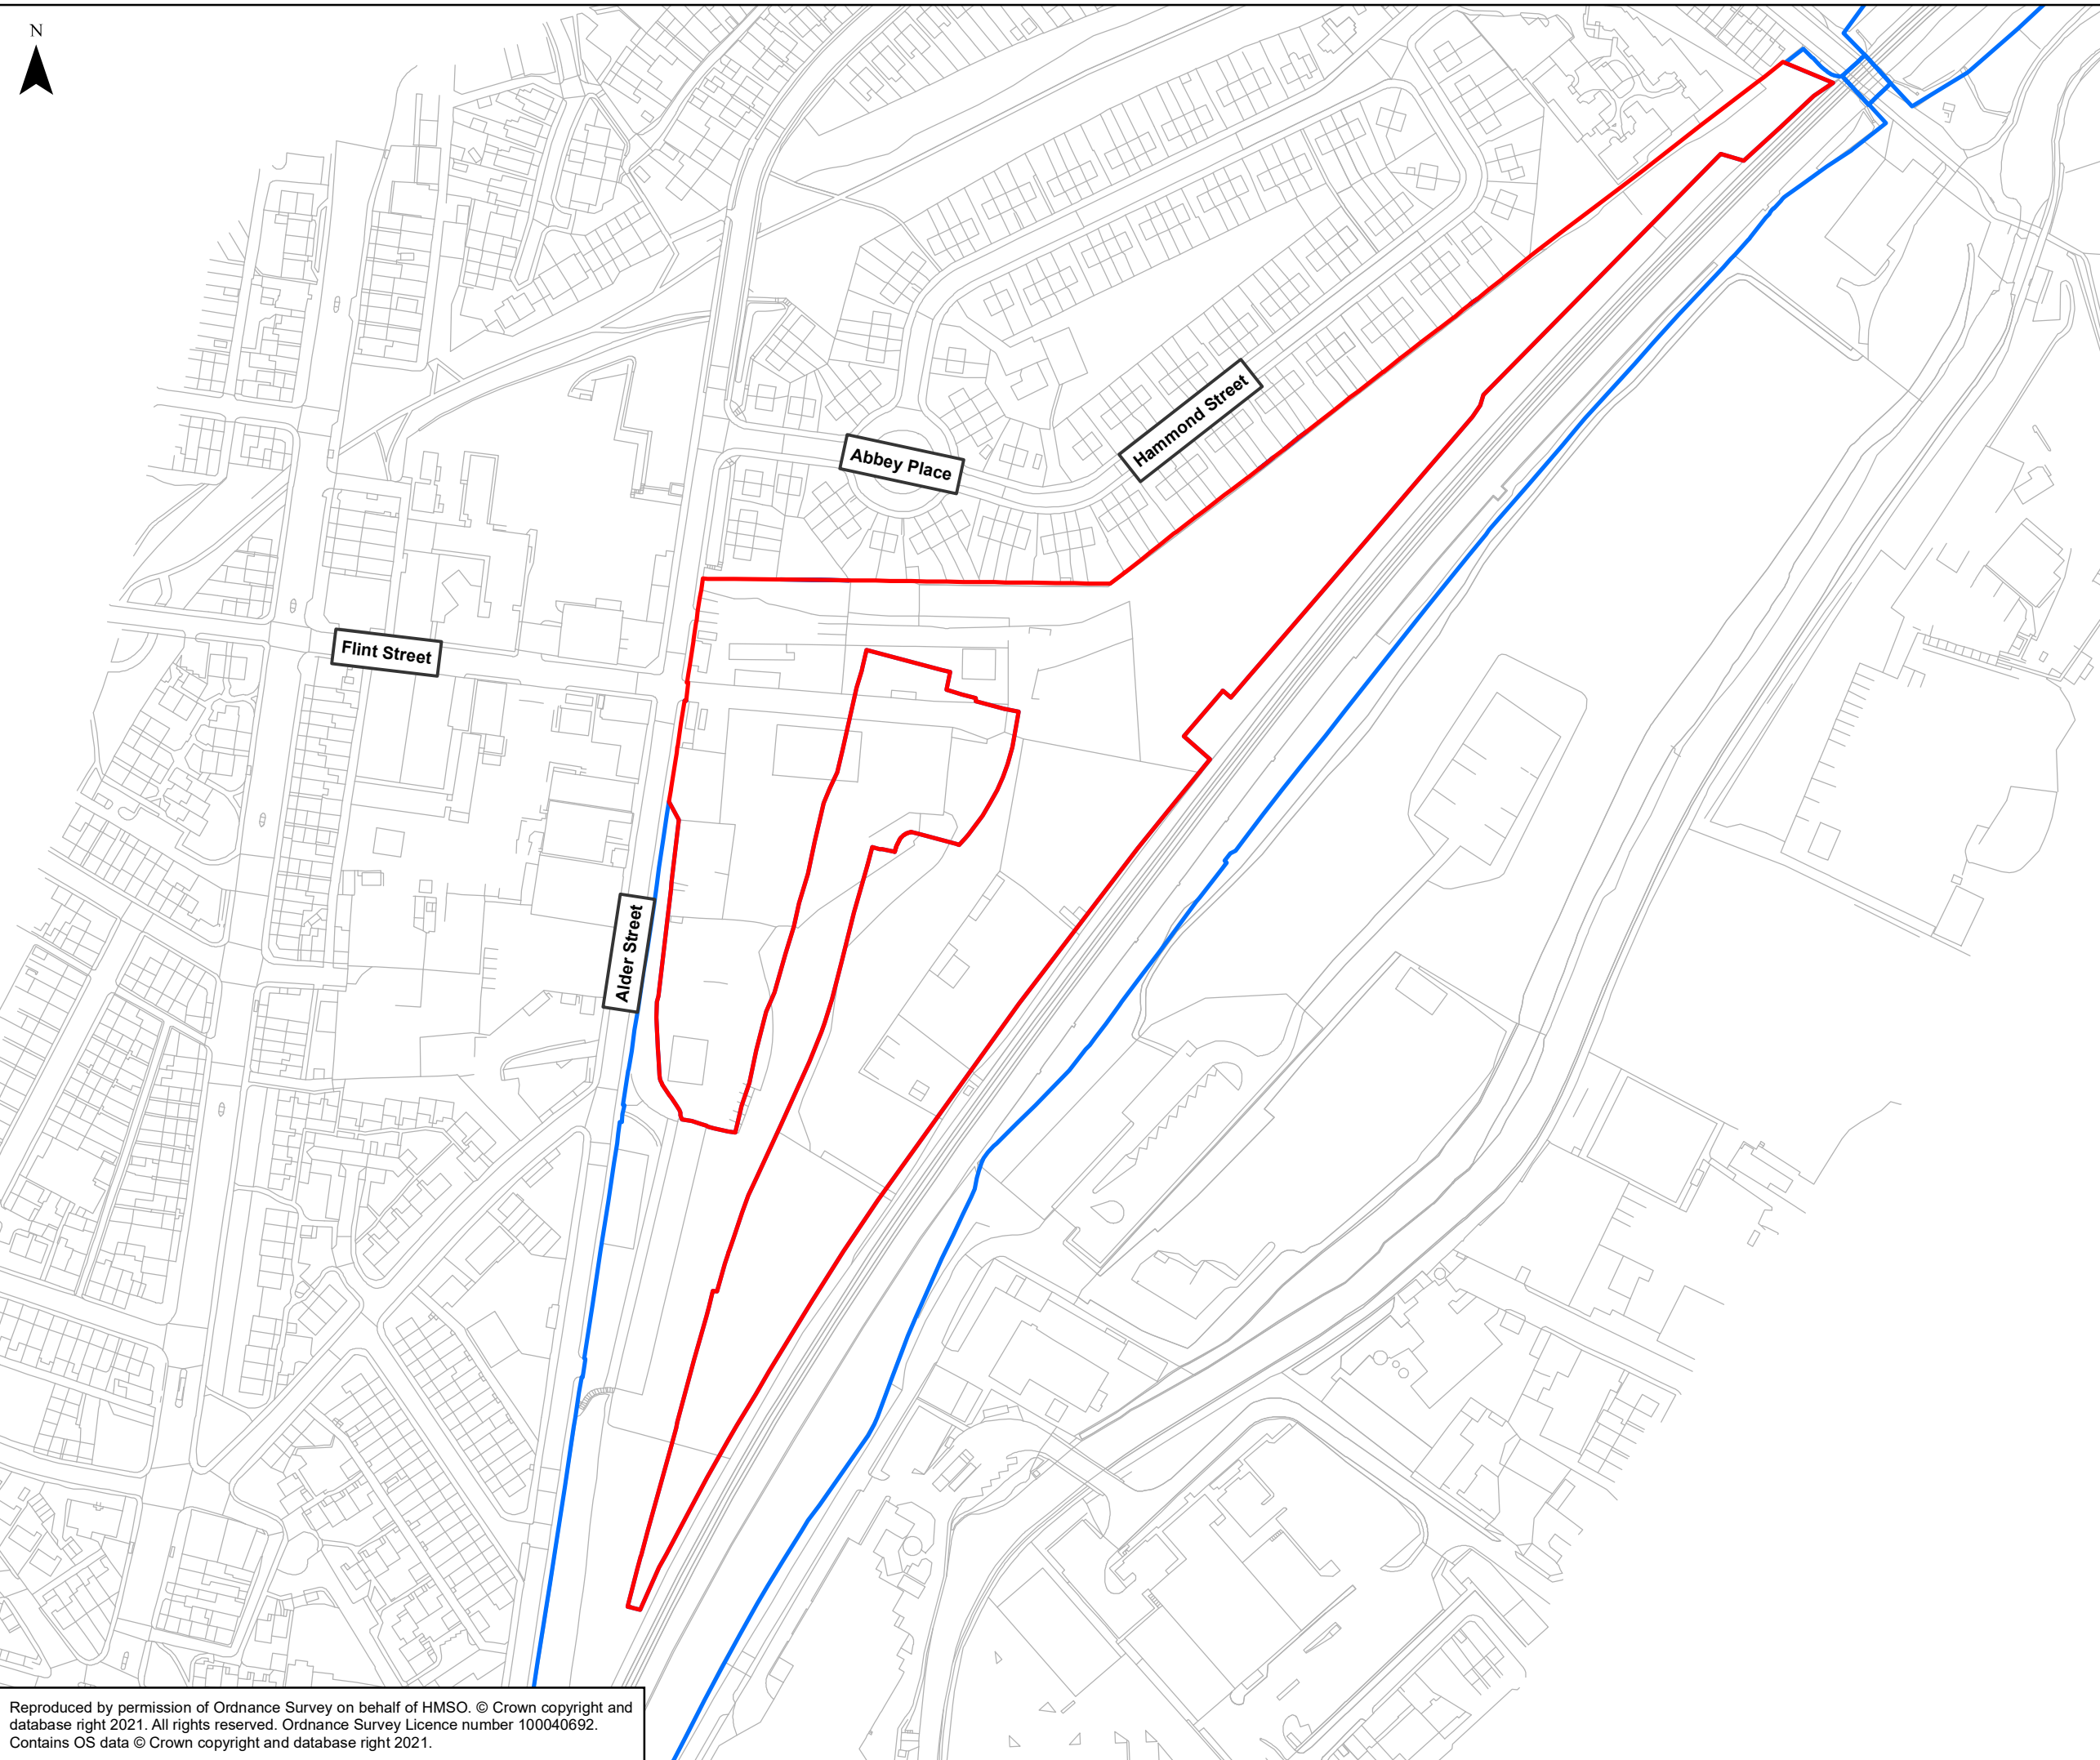 N
Hammond Street
Abbey Place
Flint Street
Alder Street
Reproduced by permission of Ordnance Survey on behalf of HMSO. © Crown copyright and
database right 2021. All rights reserved. Ordnance Survey Licence number 100040692.
Contains OS data © Crown copyright and database right 2021.